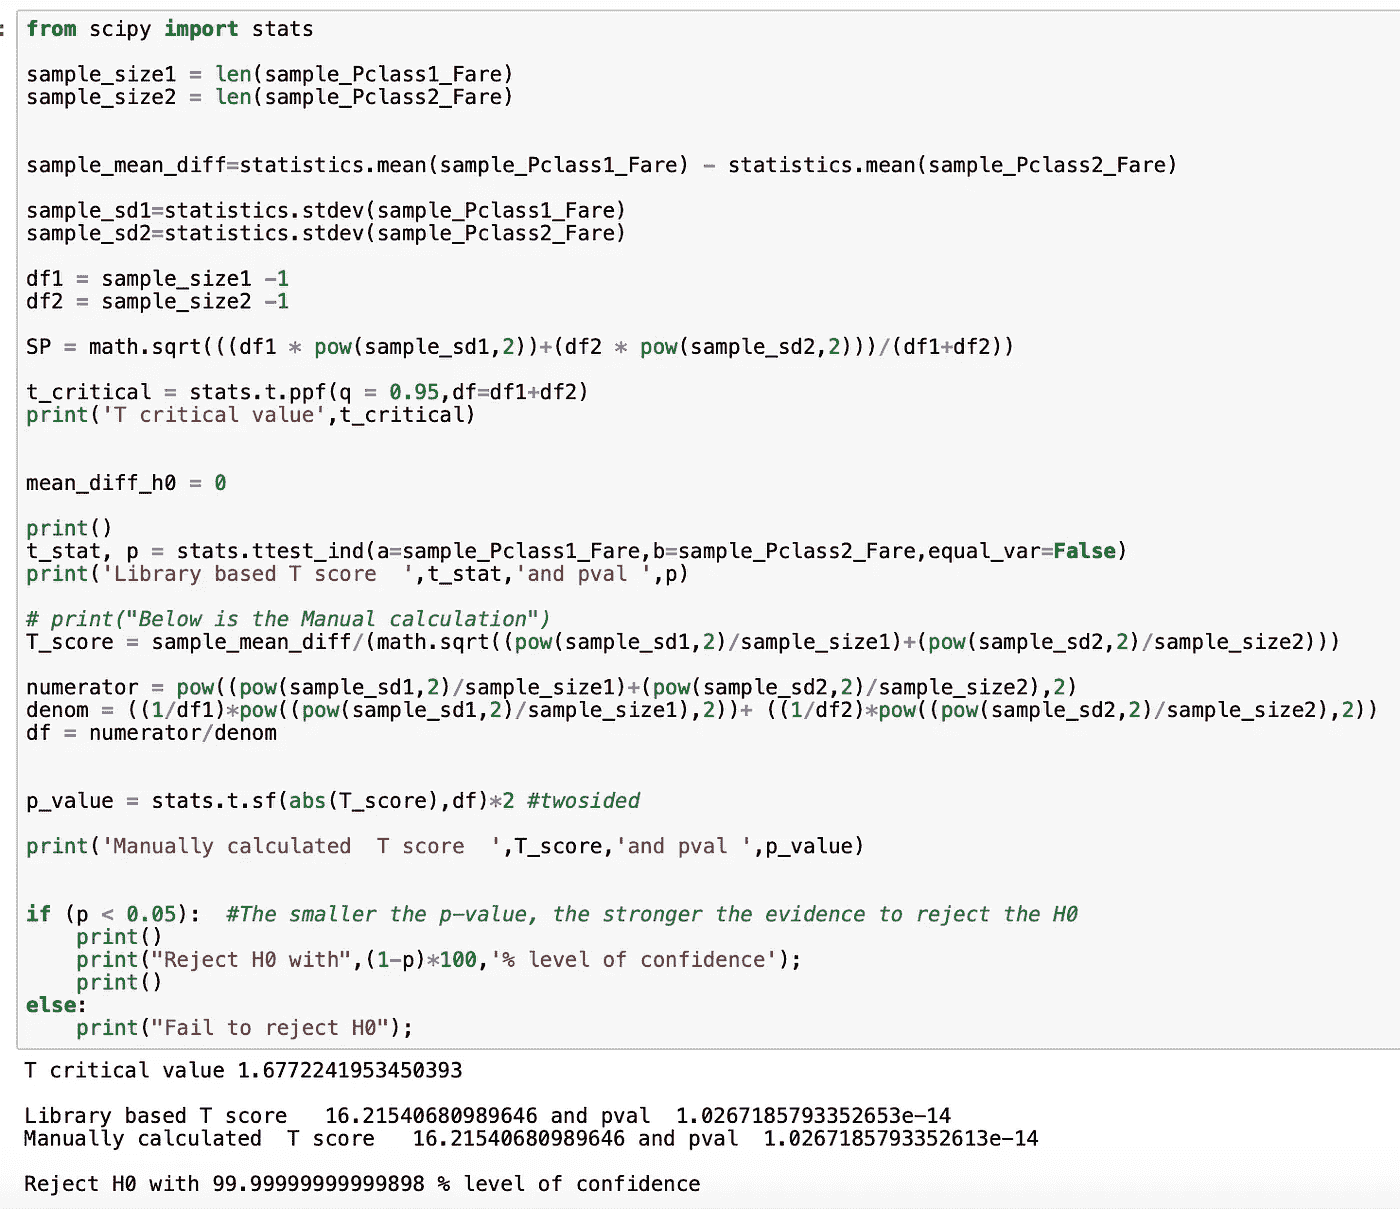 :
from scipy import stats
sample_size1 = len(sample_Pclass1_Fare)
sample_size2 = len(sample_Pclass2_Fare)
sample_mean_diff=statistics.mean(sample_Pclass1_Fare) - statistics.mean(sample_Pclass2_Fare)
sample_sd1=statistics.stdev(sample_Pclass1_Fare)
sample_sd2=statistics.stdev(sample_Pclass2_Fare)
df1 = sample_size1 -1
df2 = sample_size2 -1
SP = math.sqrt(((df1 * pow(sample_sd1,2))+(df2 * pow(sample_sd2,2)))/(df1+df2))
t_critical = stats.t.ppf(q = 0.95,df=df1+df2)
print('T critical value',t_critical)
mean_diff_h0 = 0
print()
t_stat, p = stats.ttest_ind(a=sample_Pclass1_Fare,b=sample_Pclass2_Fare,equal_var=False)
print('Library based T score  ',t_stat,'and pval ',p)
# print("Below is the Manual calculation")
T_score = sample_mean_diff/(math.sqrt((pow(sample_sd1,2)/sample_size1)+(pow(sample_sd2,2)/sample_size2)))
numerator = pow((pow(sample_sd1,2)/sample_size1)+(pow(sample_sd2,2)/sample_size2),2)
denom = ((1/df1)*pow((pow(sample_sd1,2)/sample_size1),2))+ ((1/df2)*pow((pow(sample_sd2,2)/sample_size2),2))
df = numerator/denom
p_value = stats.t.sf(abs(T_score),df)*2 #twosided
print('Manually calculated  T score  ',T_score,'and pval ',p_value)
if (p < 0.05):  #The smaller the p-value, the stronger the evidence to reject the H0
    print()
    print("Reject H0 with",(1-p)*100,'% level of confidence');
    print()
else:
    print("Fail to reject H0");
T critical value 1.6772241953450393
Library based T score   16.21540680989646 and pval  1.0267185793352653e-14
Manually calculated  T score   16.21540680989646 and pval  1.0267185793352613e-14
Reject H0 with 99.99999999999898 % level of confidence